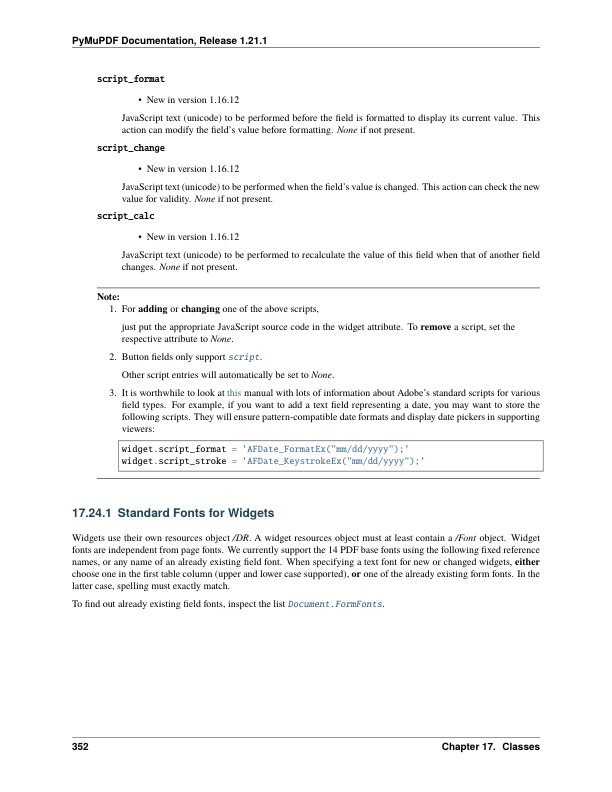 PyMuPDF Documentation, Release 1.21.1
script_format
• New in version 1.16.12
JavaScript text (unicode) to be performed before the field is formatted to display its current value. This
action can modify the field's value before formatting. None if not present.
script_change
• New in version 1.16.12
JavaScript text (unicode) to be performed when the field's value is changed. This action can check the new
value for validity. None if not present.
script_calc
• New in version 1.16.12
JavaScript text (unicode) to be performed to recalculate the value of this field when that of another field
changes. None if not present.
Note:
1. For adding or changing one of the above scripts,
just put the appropriate JavaScript source code in the widget attribute. To remove a script, set the
respective attribute to None.
2. Button fields only support script.
Other script entries will automatically be set to None.
3. It is worthwhile to look at this manual with lots of information about Adobe's standard scripts for various
field types. For example, if you want to add a text field representing a date, you may want to store the
following scripts. They will ensure pattern-compatible date formats and display date pickers in supporting
viewers:
widget.script_format = 'AFDate_FormatEx("mm/dd/yyyy");'
widget.script_stroke = 'AFDate_KeystrokeEx("mm/dd/yyyy");'
17.24.1 Standard Fonts for Widgets
Widgets use their own resources object /DR. A widget resources object must at least contain a /Font object. Widget
fonts are independent from page fonts. We currently support the 14 PDF base fonts using the following fixed reference
names, or any name of an already existing field font. When specifying a text font for new or changed widgets, either
choose one in the first table column (upper and lower case supported), or one of the already existing form fonts. In the
latter case, spelling must exactly match.
To find out already existing field fonts, inspect the list Document.FormFonts.
352
Chapter 17. Classes